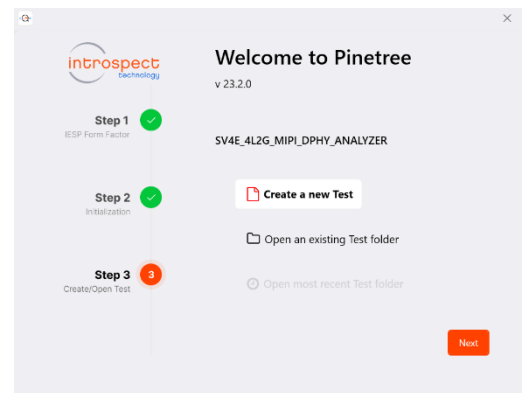 introspect
technology
Step 1
IESP Form Factor
Step 2
Initialization
Step 3
Create/Open Test
3
Welcome to Pinetree
v 23.2.0
SV4E_4L2G_MIPI_DPHY_ANALYZER
Create a new Test
Open an existing Test folder
Open most recent Test folder
Next